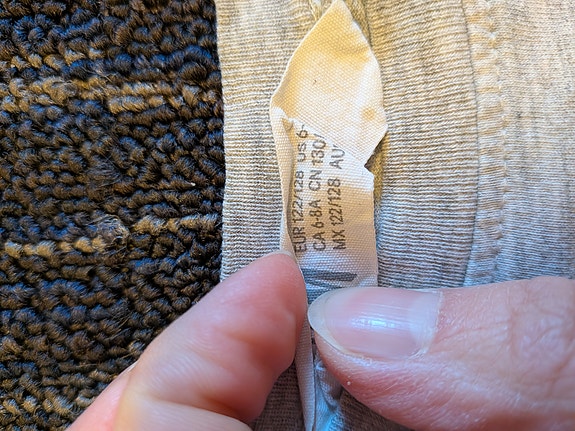 EUR 122/128 US 6-
CA 6-8A CN 130/
MX 122/128 AU